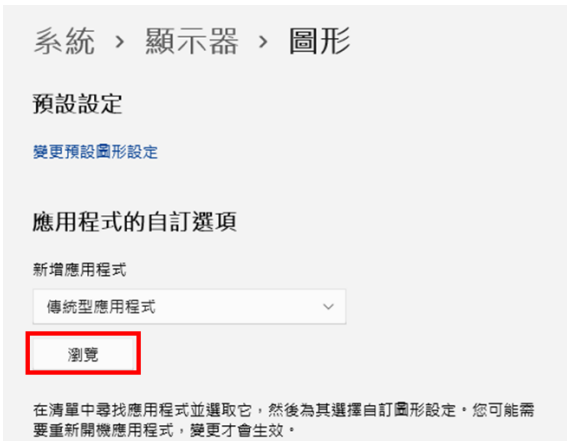 系統 › 顯示器 › 圖形
預設設定
變更預設圖形設定
應用程式的自訂選項
新增應用程式
傳統型應用程式
瀏覽
在清單中尋找應用程式並選取它，然後為其選擇自訂圖形設定。您可能需
要重新開機應用程式，變更才會生效。